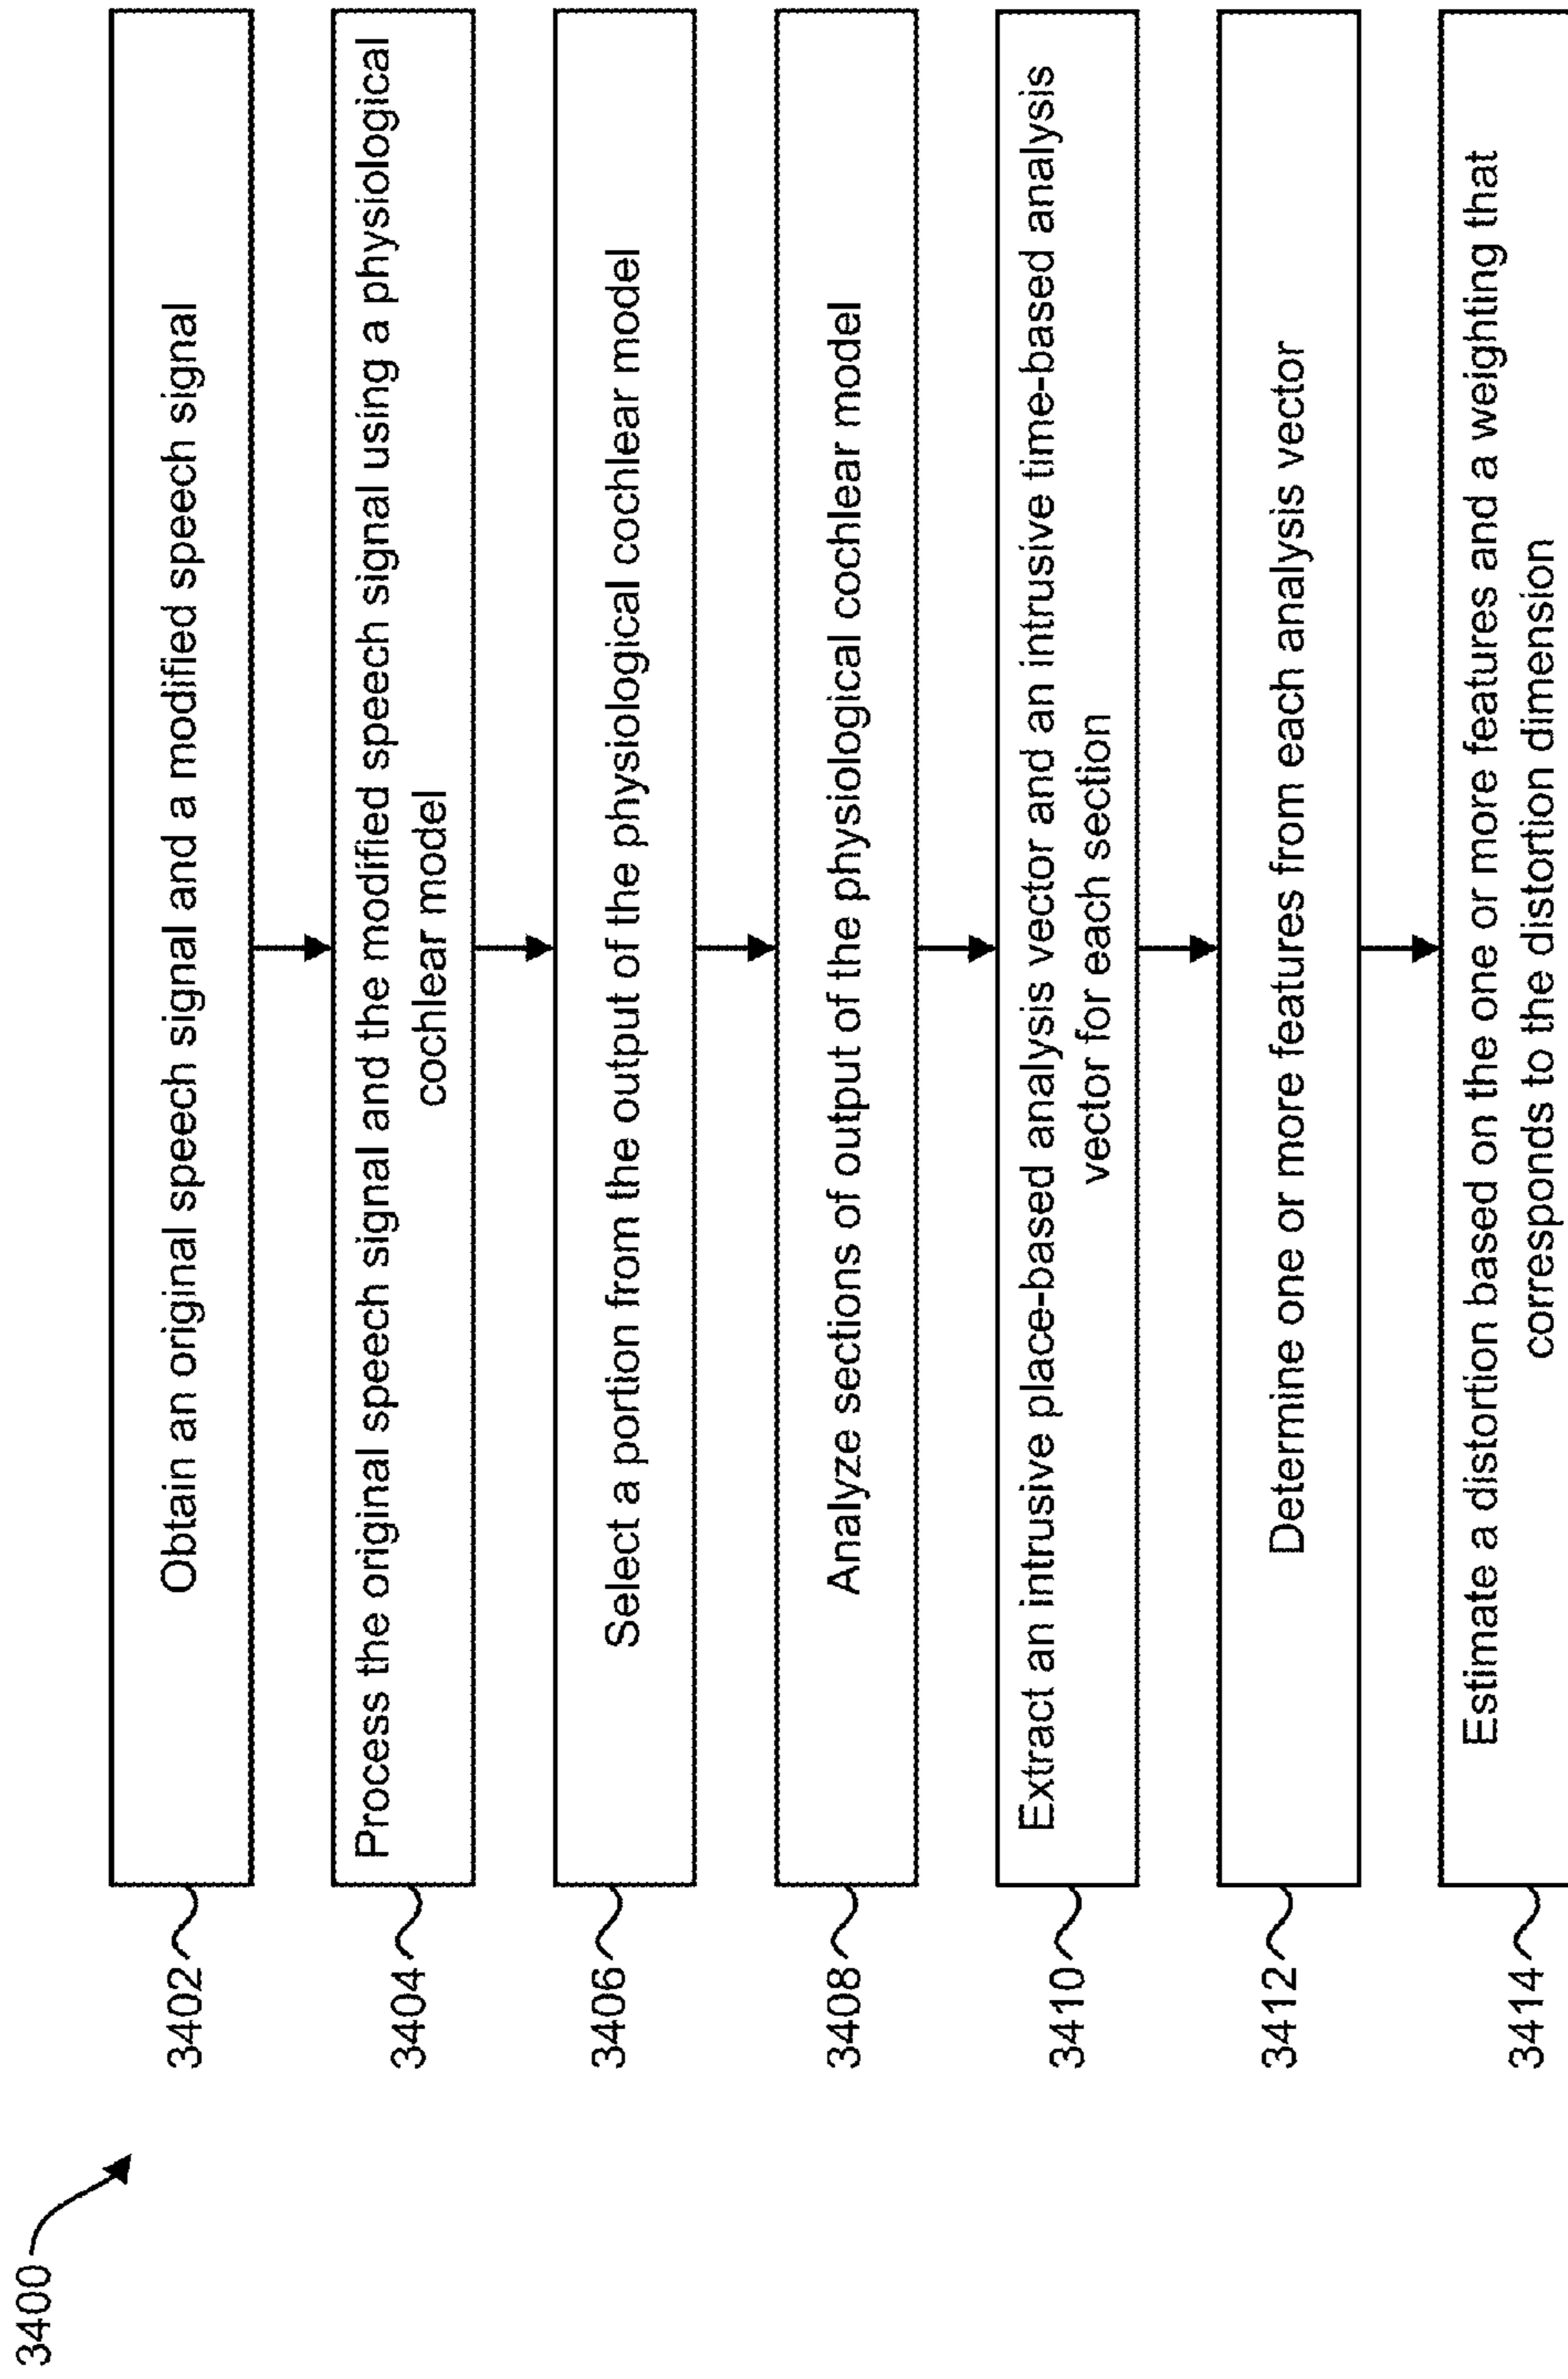 3400
3402
Obtain an original speech signal and a modified speech signal
3404
Process the original speech signal and the modified speech signal using a physiological
cochlear model
3406
Select a portion from the output of the physiological cochlear model
3408
Analyze sections of output of the physiological cochlear model
3410
Extract an intrusive place-based analysis vector and an intrusive time-based analysis
vector for each section
3412
Determine one or more features from each analysis vector
3414
Estimate a distortion based on the one or more features and a weighting that
corresponds to the distortion dimension